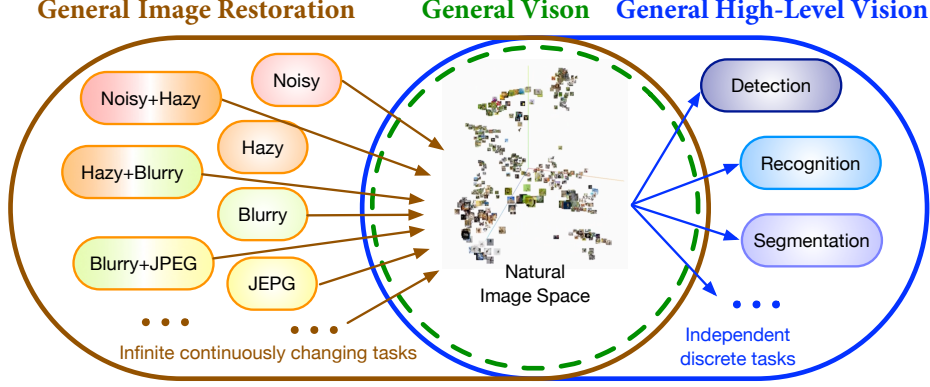 General Image Restoration
General Vison
General High-Level Vision
Noisy
Noisy+Hazy
Hazy
Hazy+Blurry
Blurry
Blurry+JPEG
JEPG
• • •
• • •
Infinite continuously changing tasks
Natural
Image Space
Detection
Recognition
Segmentation
• • •
Independent
discrete tasks